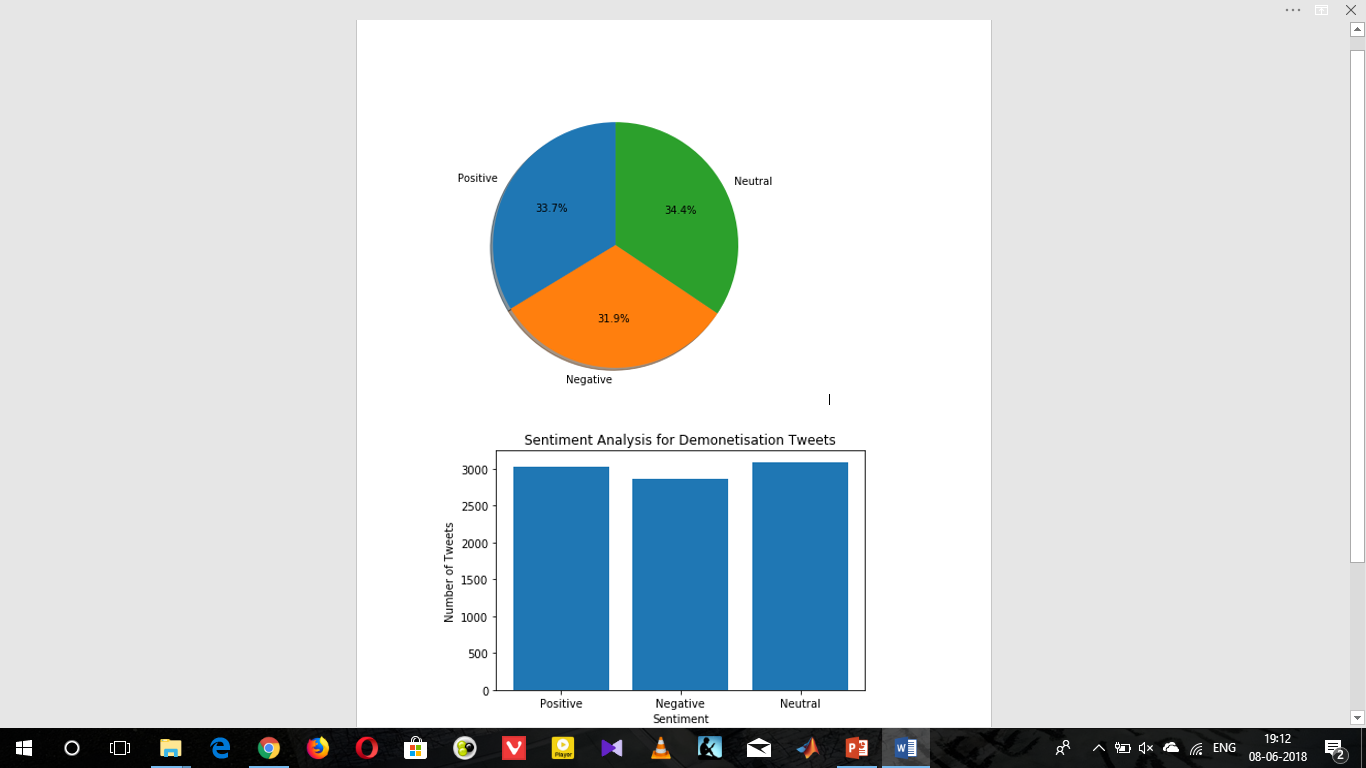 Positive
Neutral
33.7%
34.4%
31.9%
Negative
Sentiment Analysis for Demonetisation Tweets
3000
2500
2000
1500
1000
500
0
Number of Tweets
Positive Negative Neutral
Sentiment
Player
ENG
19:12
08-06-2018
2